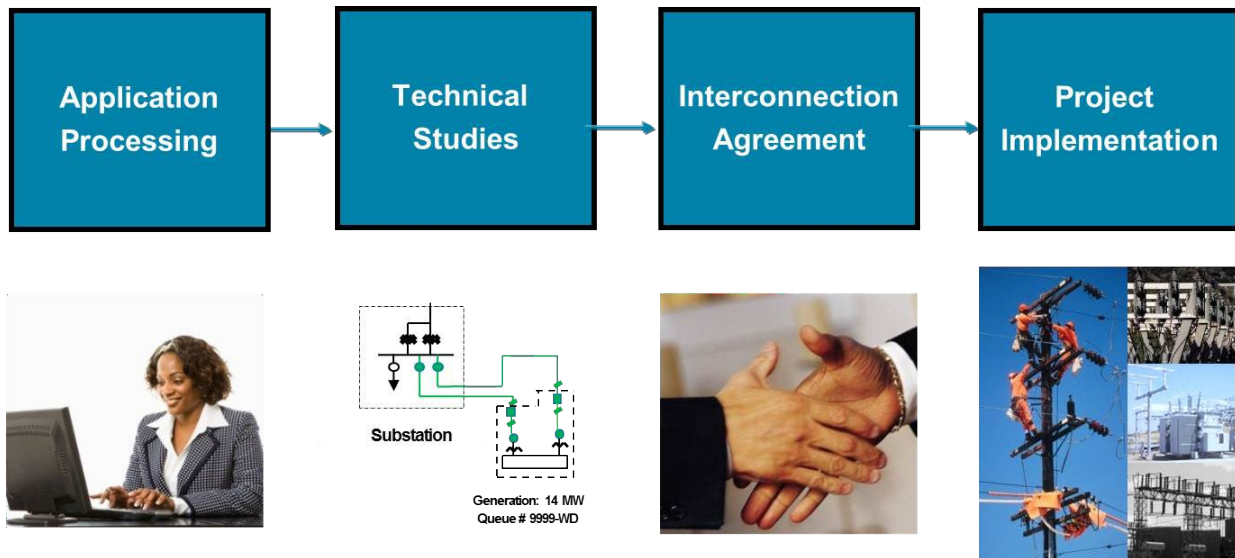 Application
Processing
Technical
Studies
Interconnection
Agreement
Project
Implementation
Substation
Generation: 14 MW
Queue # 9999-WD